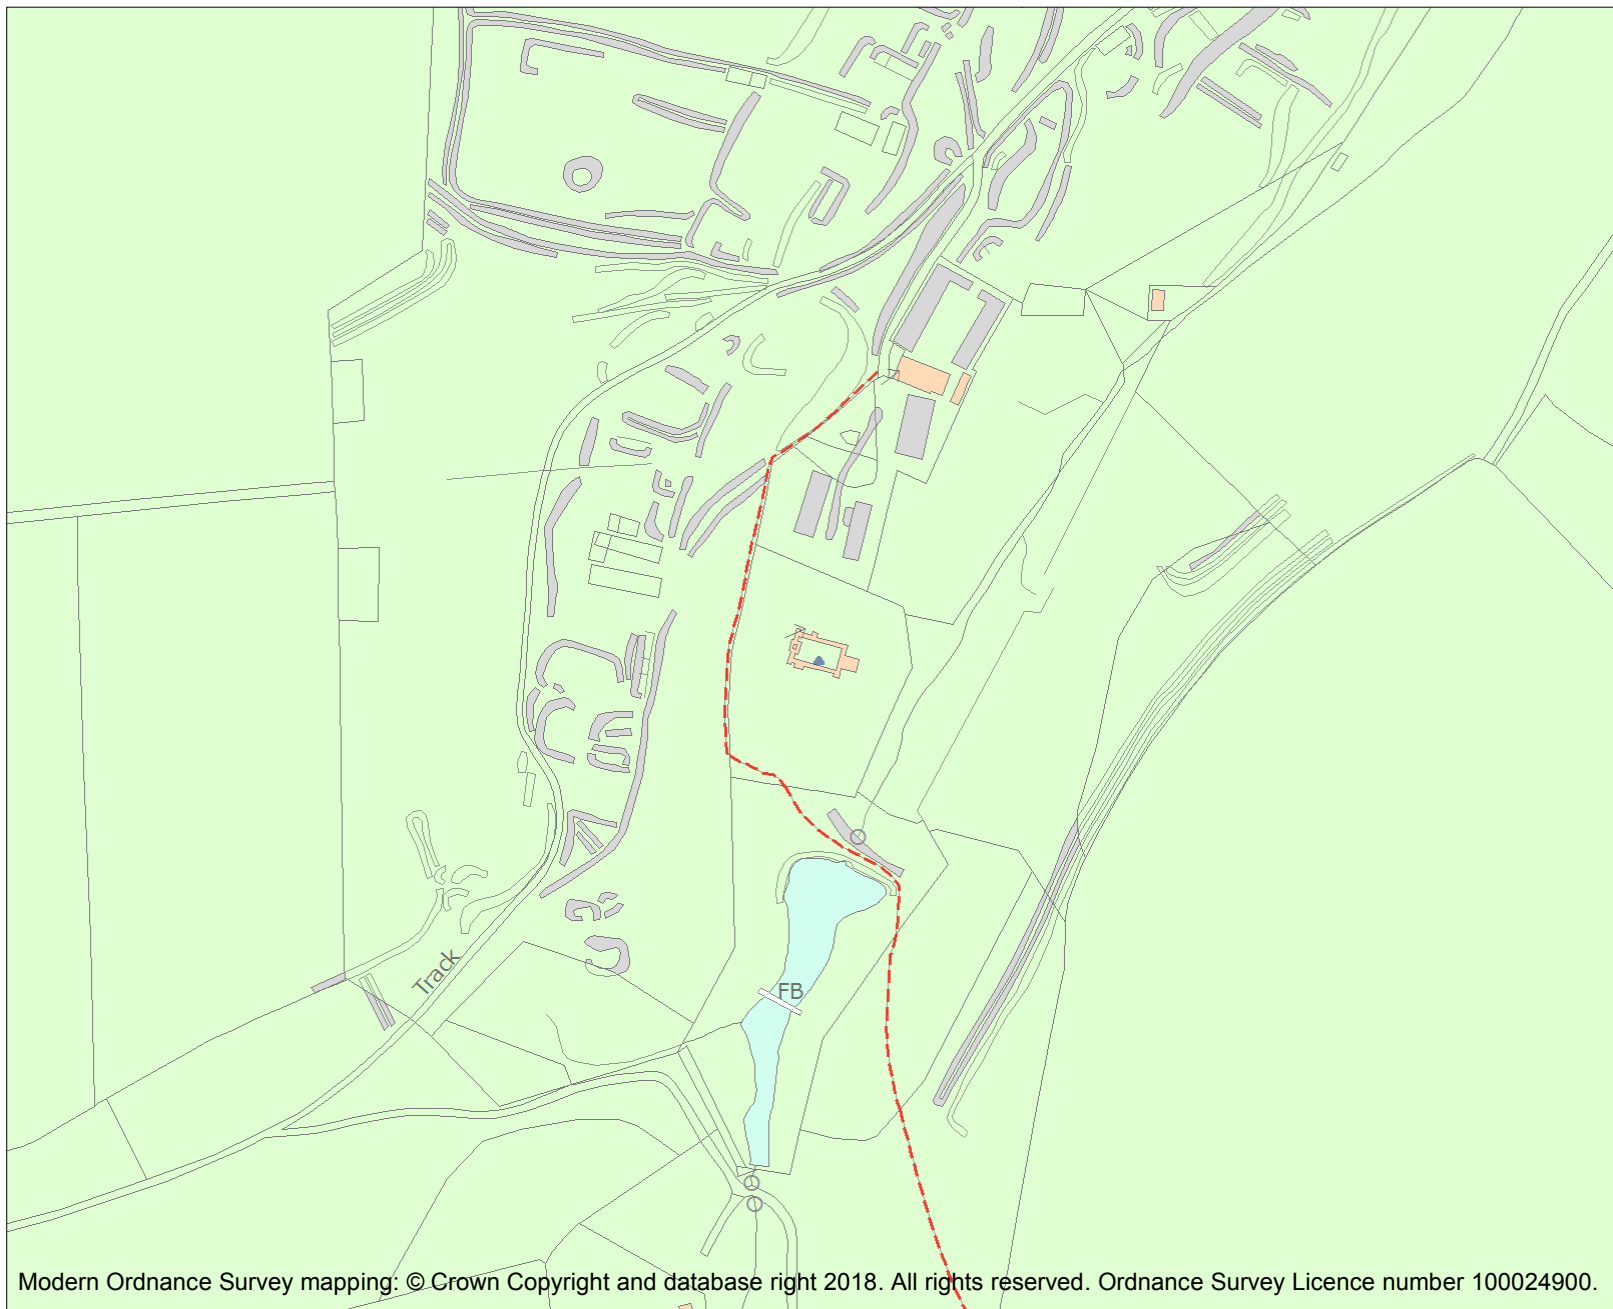 Track
FB
Modern Ordnance Survey mapping: © Crown Copyright and database right 2018. All rights reserved. Ordnance Survey Licence number 100024900.